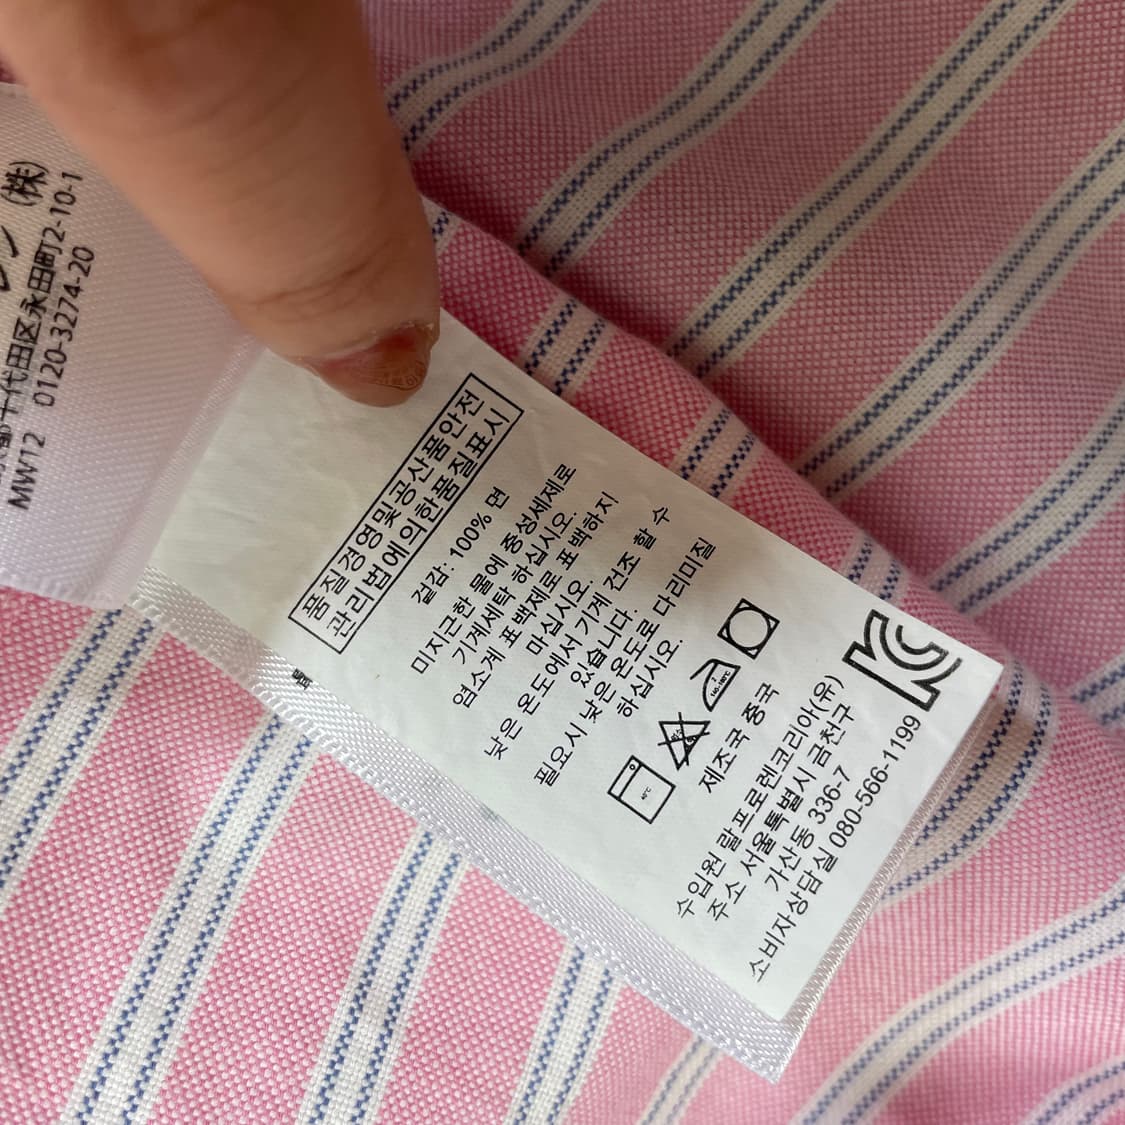 ン (株)
千代田区永田町2-10-1
MW12 0120-3274-20
품질경영및공산품안전
관리법에의한품질표시
겉감: 100% 면
미지근한 물에 중성세제로
기계세탁 하십시오.
염소계 표백제로 표백하지
마십시오.
낮은 온도에서 기계 건조 할 수
있습니다.
필요시 낮은 온도로 다리미질
하십시오.
40℃
제조국 중국
수입원 랄프로렌코리아(유)
주소 서울특별시 금천구
가산동 336-7
소비자상담실 080-566-1199